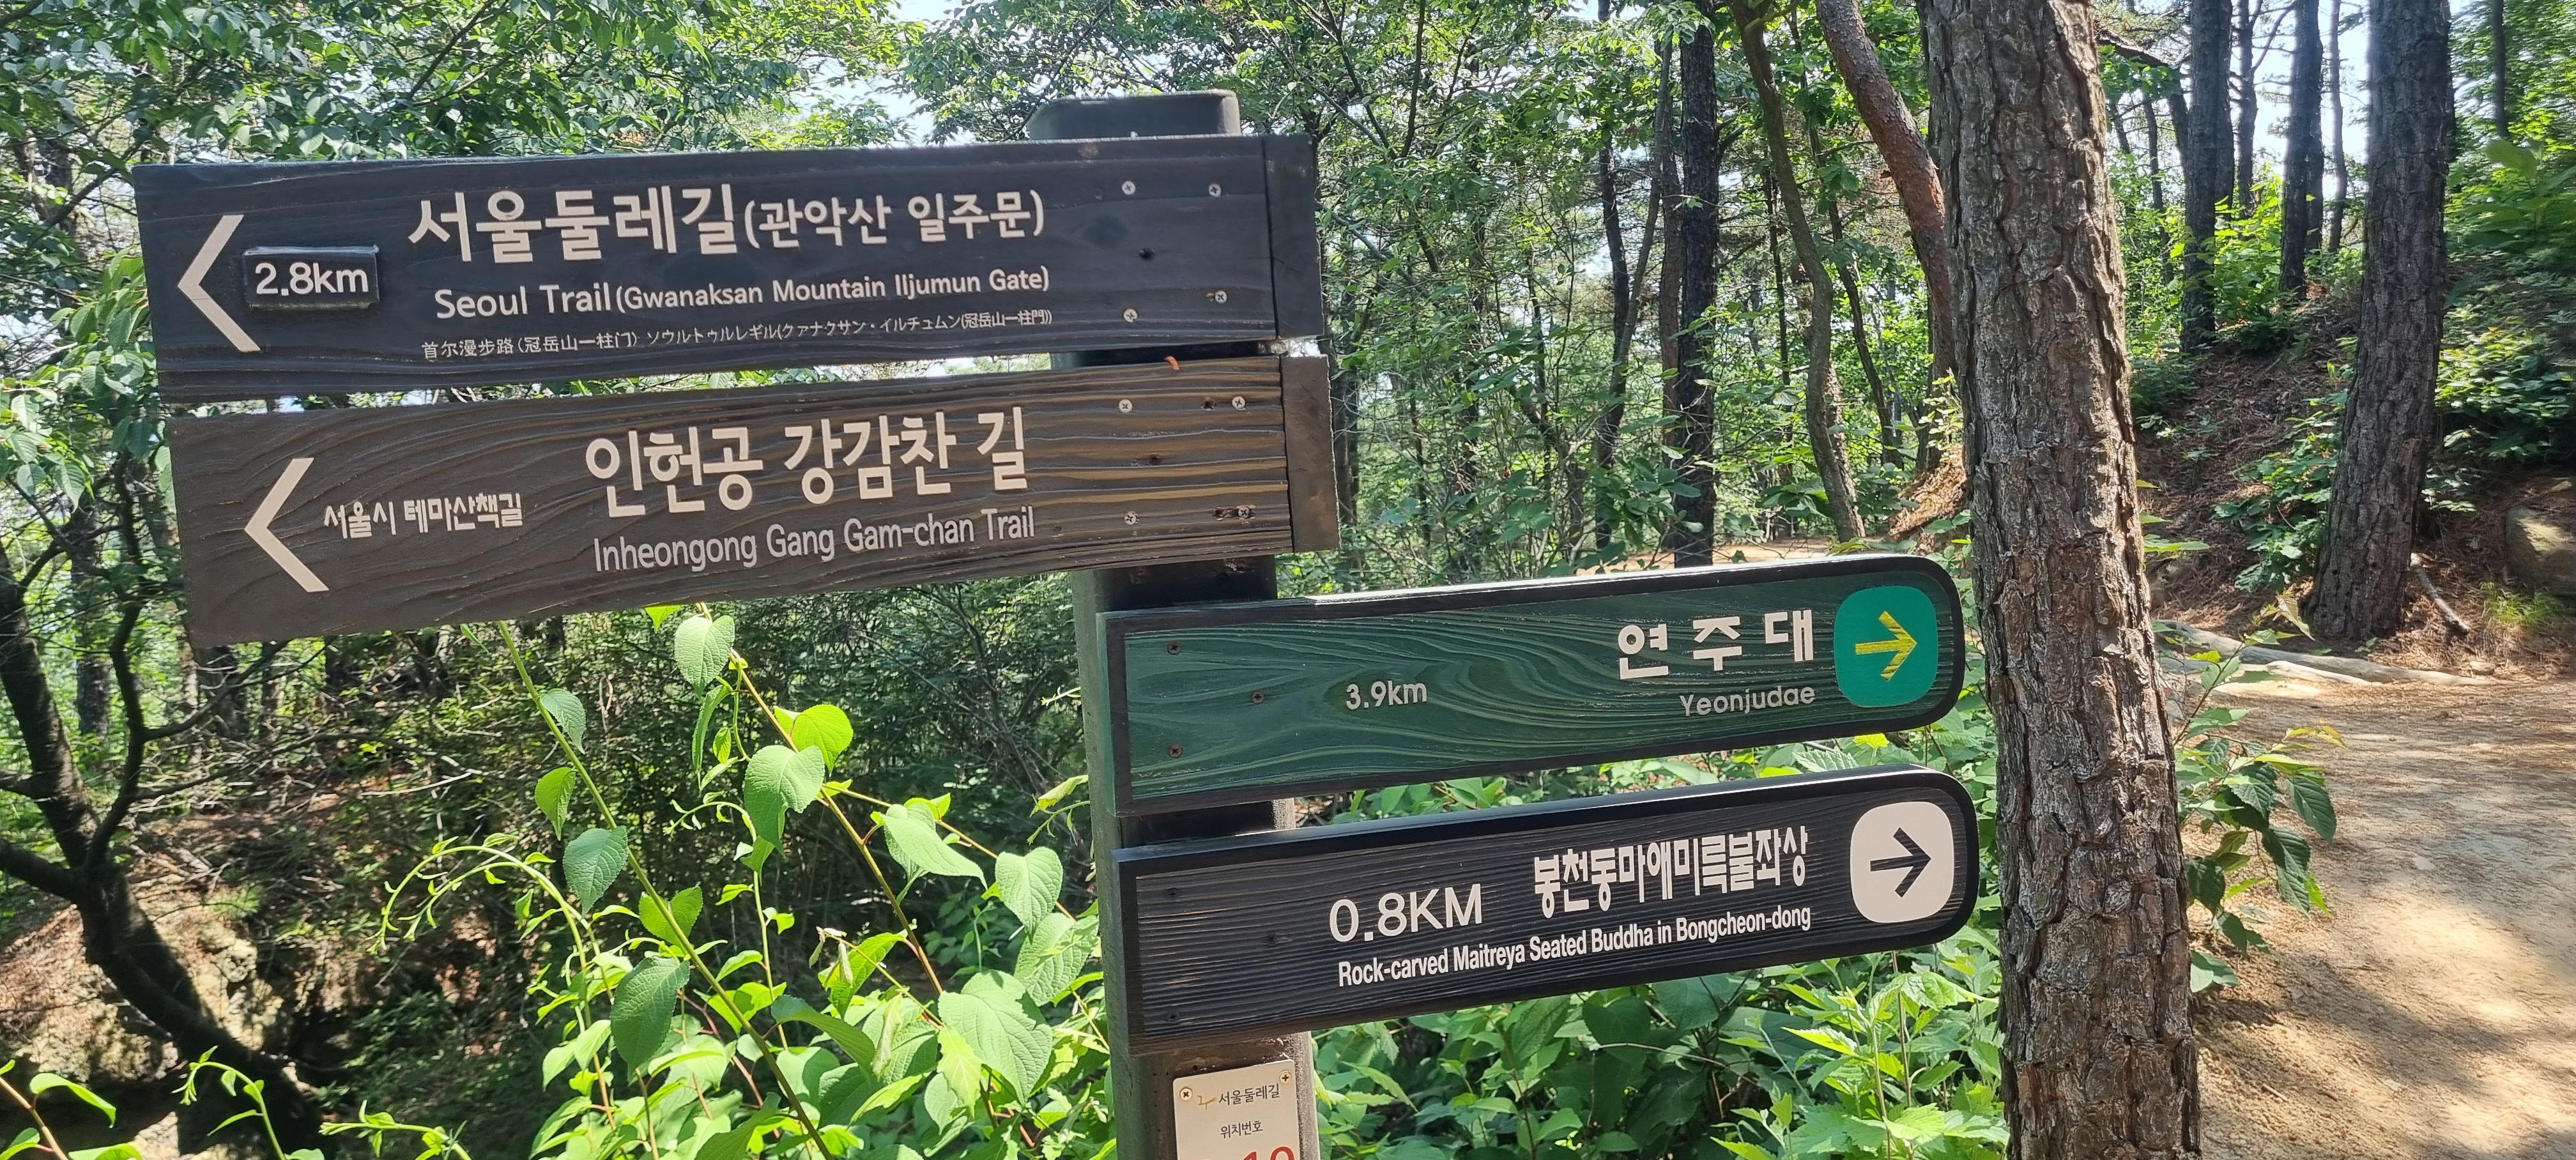 2.8km
서울둘레길(관악산 일주문)
Seoul Trail(Gwanaksan Mountain Iljumun Gate)
首尔漫步路(冠岳山一柱门) ソウルトゥルレギル(クァナクサン・イルチュムン(冠岳山一柱門))
서울시 테마산책길
인헌공 강감찬 길
Inheongong Gang Gam-chan Trail
연주대
3.9km
Yeonjudae
0.8KM 봉천동마애미륵불좌상
Rock-carved Maitreya Seated Buddha in Bongcheon-dong
서울둘레길
위치번호